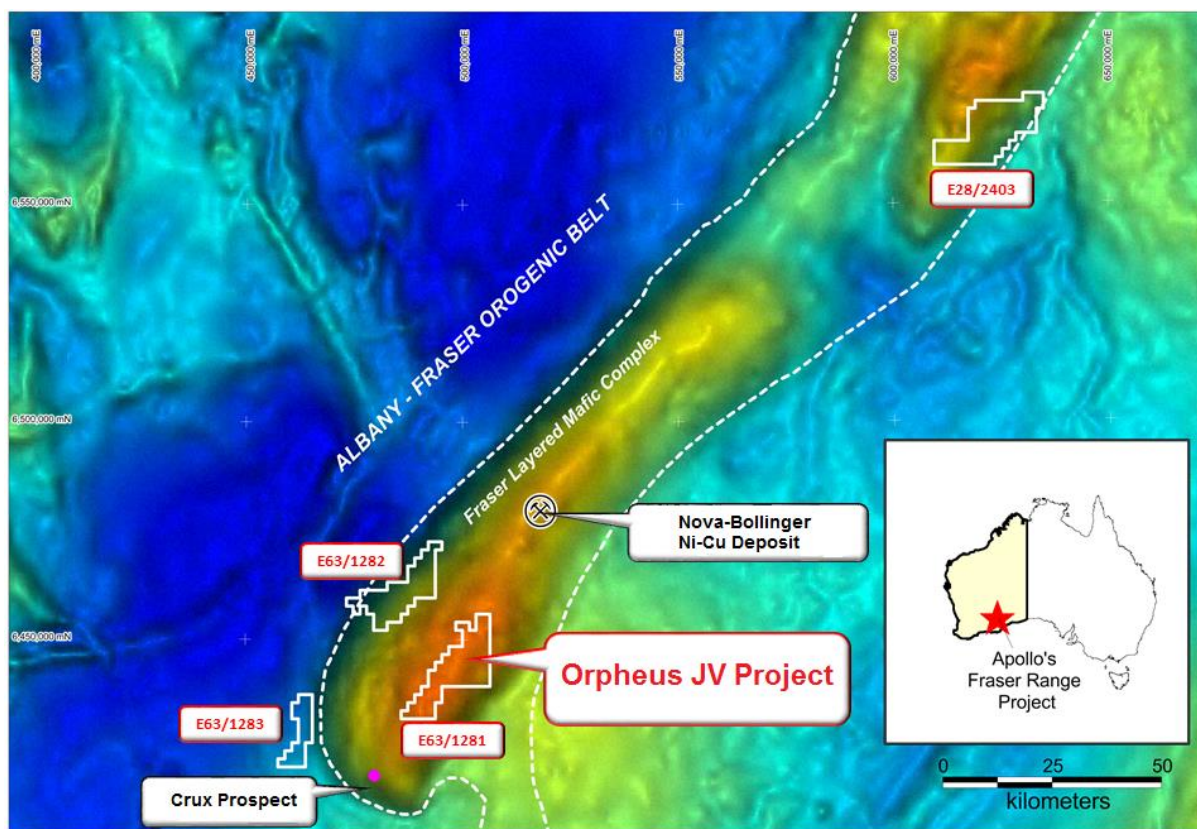 400,000 mE
450,000 mE
500,000 mE
550,000 mE
600,000 mE
650,000 mE
6,550,000 mN
E28/2403
ALBANY - FRASER OROGENIC BELT
Fraser Layered Mafic Complex
6,500,000 mN
Nova-Bollinger
Ni-Cu Deposit
E63/1282
6,450,000 mN
Orpheus JV Project
E63/1283
E63/1281
Crux Prospect
Apollo's
Fraser Range
Project
0 25 50
kilometers